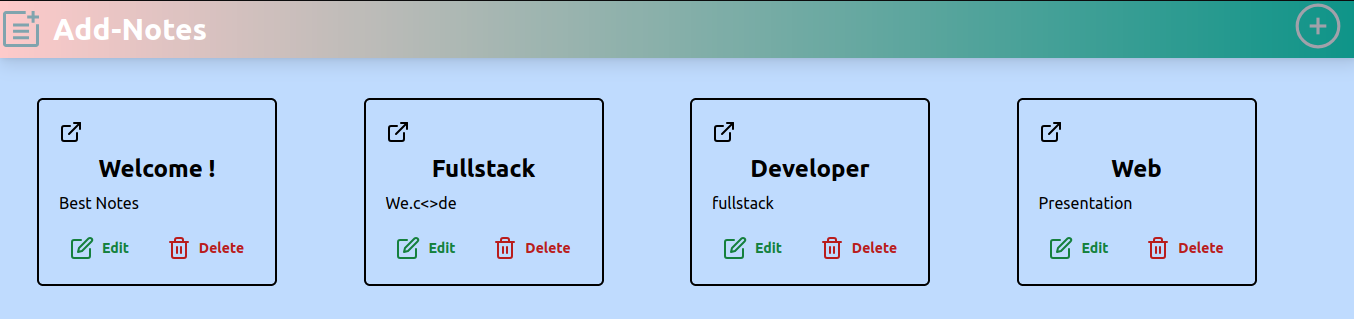 Add-Notes
Welcome !
Best Notes
Edit Delete
Fullstack
We.c<>de
Edit Delete
Developer
fullstack
Edit Delete
Web
Presentation
Edit Delete